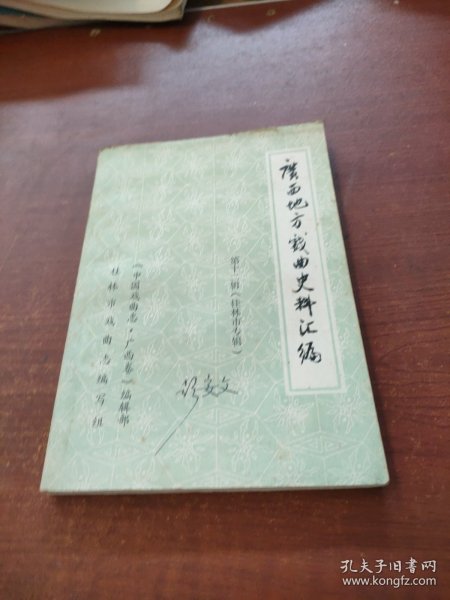 廣西地方戏曲史料汇编
第十一辑（桂林市专辑）
《中国戏曲志·广西卷》编辑部
桂林市戏曲志编写组
孔夫子旧书网
www.kongfz.com